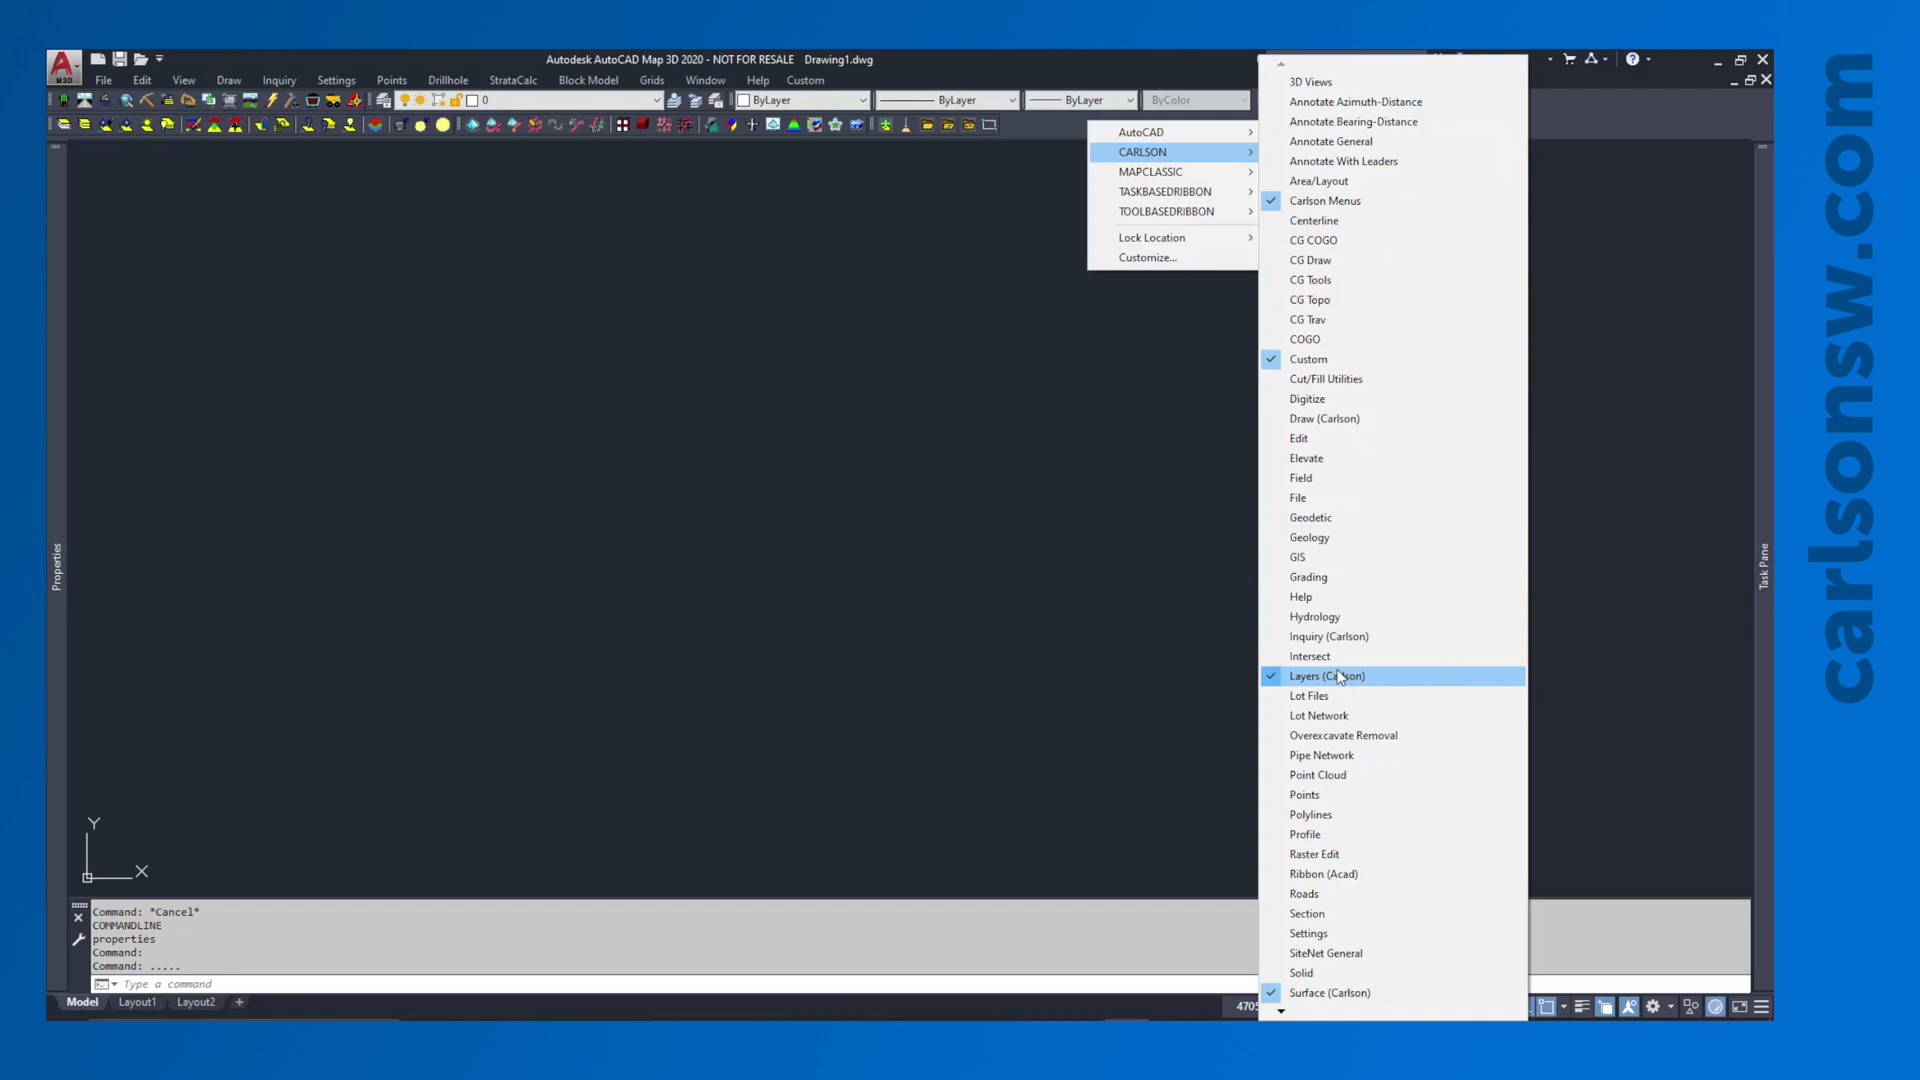 Autodesk AutoCAD Map 3D 2020 - NOT FOR RESALE Drawing1.dwg
M3D
File Edit View Draw Inquiry Settings Points Drillhole StrataCalc Block Model Grids Window Help Custom
0 ByLayer ByLayer ByLayer ByColor
AutoCAD
CARLSON
MAPCLASSIC
TASKBASEDRIBBON
TOOLBASEDRIBBON
Lock Location
Customize...
3D Views
Annotate Azimuth-Distance
Annotate Bearing-Distance
Annotate General
Annotate With Leaders
Area/Layout
Carlson Menus
Centerline
CG COGO
CG Draw
CG Tools
CG Topo
CG Trav
COGO
Custom
Cut/Fill Utilities
Digitize
Draw (Carlson)
Edit
Elevate
Field
File
Geodetic
Geology
GIS
Grading
Help
Hydrology
Inquiry (Carlson)
Intersect
Layers (Carlson)
Lot Files
Lot Network
Overexcavate Removal
Pipe Network
Point Cloud
Points
Polylines
Profile
Raster Edit
Ribbon (Acad)
Roads
Section
Settings
SiteNet General
Solid
Surface (Carlson)
Properties
Task Pane
Y
X
Command: *Cancel*
COMMANDLINE
properties
Command:
Command: .....
Type a command
Model Layout1 Layout2 +
4705
carlsonsw.com